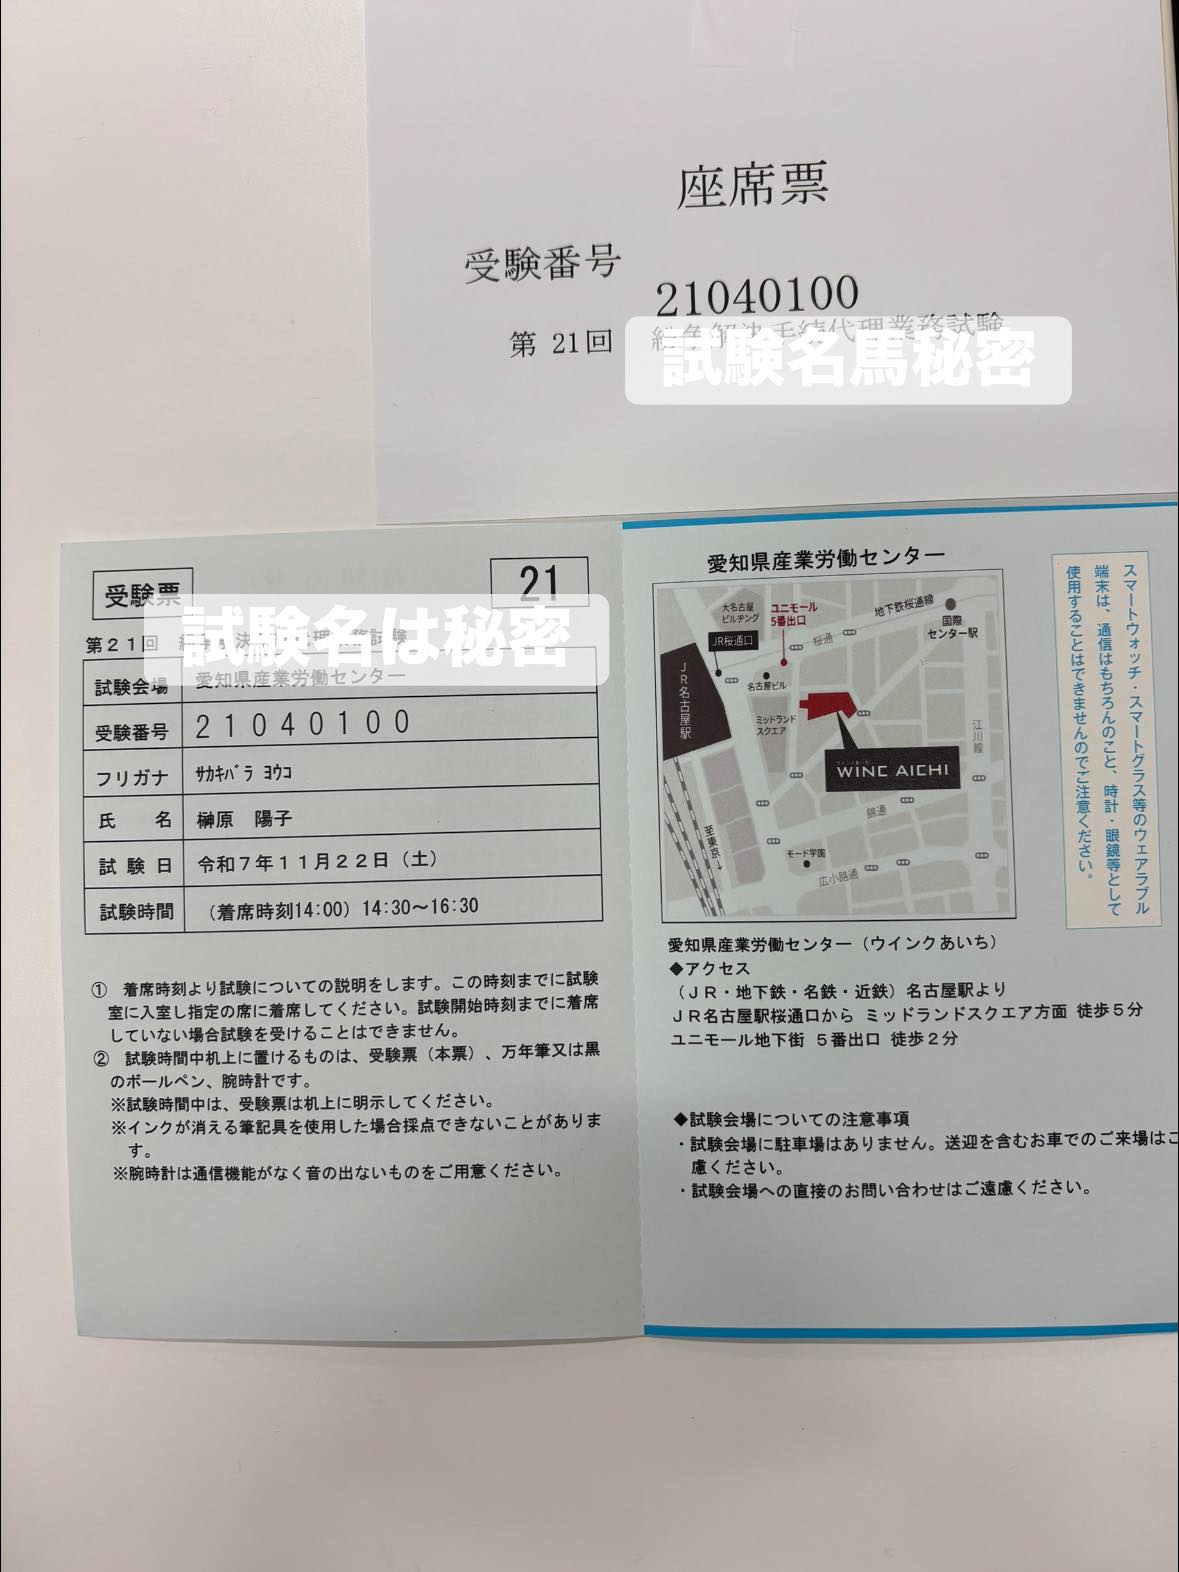 座席票
受験番号
21040100
第 21回 紛争解決手続代理業務試験
試験名馬秘密
受験票
21
試験名は秘密
第21回
試験会場 愛知県産業労働センター
受験番号 21040100
フリガナ ｻｶｷﾊﾞﾗ ﾖｳｺ
氏 名 榊原 陽子
試験日 令和7年11月22日（土）
試験時間 （着席時刻14:00）14:30～16:30
① 着席時刻より試験についての説明をします。この時刻までに試験
室に入室し指定の席に着席してください。試験開始時刻までに着席
していない場合試験を受けることはできません。
② 試験時間中机上に置けるものは、受験票（本票）、万年筆又は黒
のボールペン、腕時計です。
※試験時間中は、受験票は机上に明示してください。
※インクが消える筆記具を使用した場合採点できないことがありま
す。
※腕時計は通信機能がなく音の出ないものをご用意ください。
愛知県産業労働センター
大名古屋
ビルヂング
ユニモール
5番出口
地下鉄桜通線
国際
センター駅
JR桜通口
桜通
JR名古屋駅
名古屋ビル
ミッドランド
スクエア
江川線
WINC AICHI
錦通
至東京→
モード学園
広小路通
スマートウォッチ・スマートグラス等のウェアラブル
端末は、通信はもちろんのこと、時計・眼鏡等として
使用することはできませんのでご注意ください。
愛知県産業労働センター（ウインクあいち）
◆アクセス
（ＪＲ・地下鉄・名鉄・近鉄）名古屋駅より
ＪＲ名古屋駅桜通口から ミッドランドスクエア方面 徒歩５分
ユニモール地下街 ５番出口 徒歩２分
◆試験会場についての注意事項
・試験会場に駐車場はありません。送迎を含むお車でのご来場はご
慮ください。
・試験会場への直接のお問い合わせはご遠慮ください。